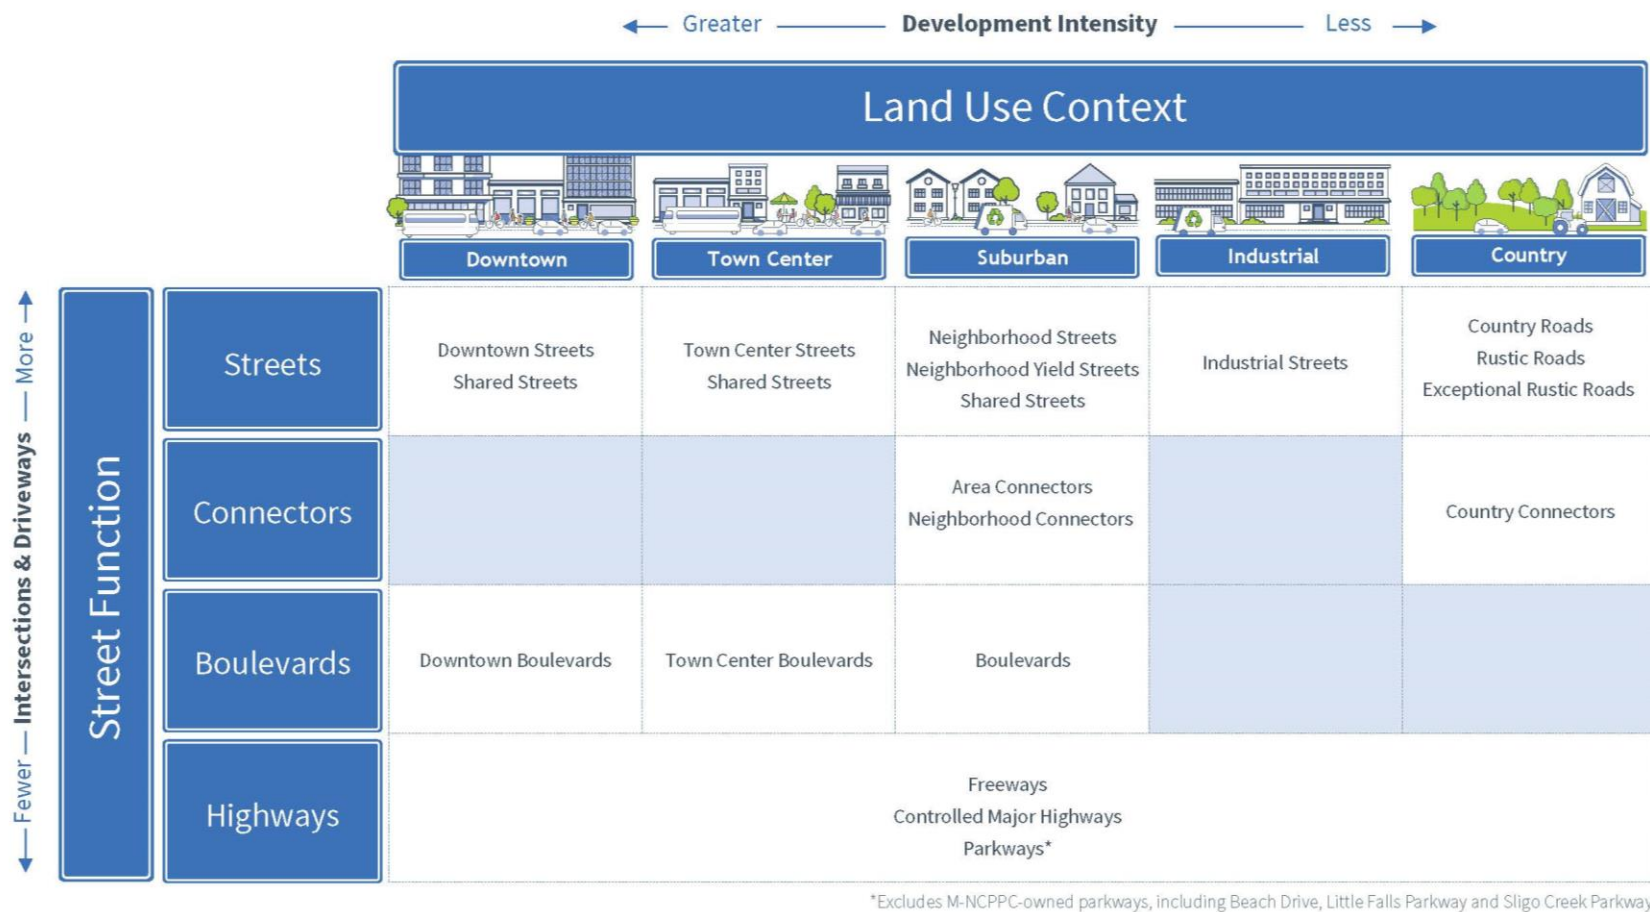 Greater Development Intensity Less
Land Use Context
Downtown Town Center Suburban Industrial Country
More
Intersections & Driveways
Fewer
Street Function
Streets
Downtown Streets
Shared Streets
Town Center Streets
Shared Streets
Neighborhood Streets
Neighborhood Yield Streets
Shared Streets
Industrial Streets
Country Roads
Rustic Roads
Exceptional Rustic Roads
Connectors
Area Connectors
Neighborhood Connectors
Country Connectors
Boulevards
Downtown Boulevards
Town Center Boulevards
Boulevards
Highways
Freeways
Controlled Major Highways
Parkways*
*Excludes M-NCPPC-owned parkways, including Beach Drive, Little Falls Parkway and Sligo Creek Parkway